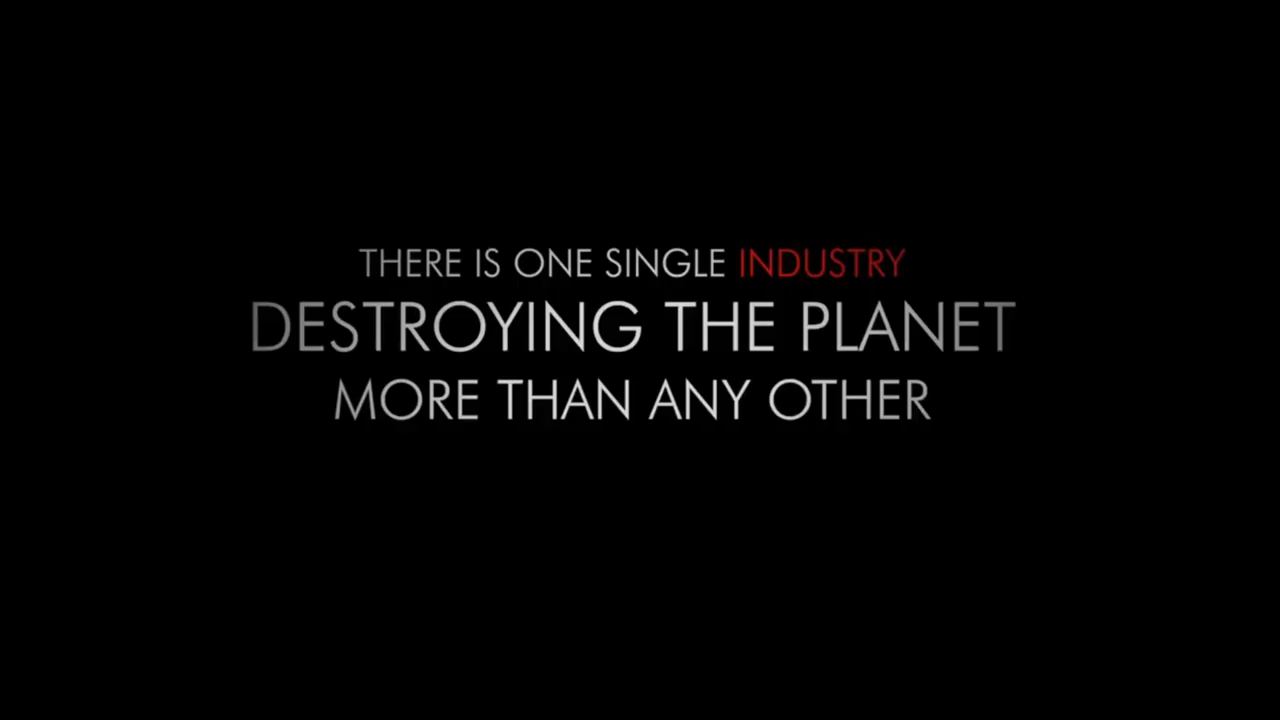 THERE IS ONE SINGLE INDUSTRY
DESTROYING THE PLANET
MORE THAN ANY OTHER